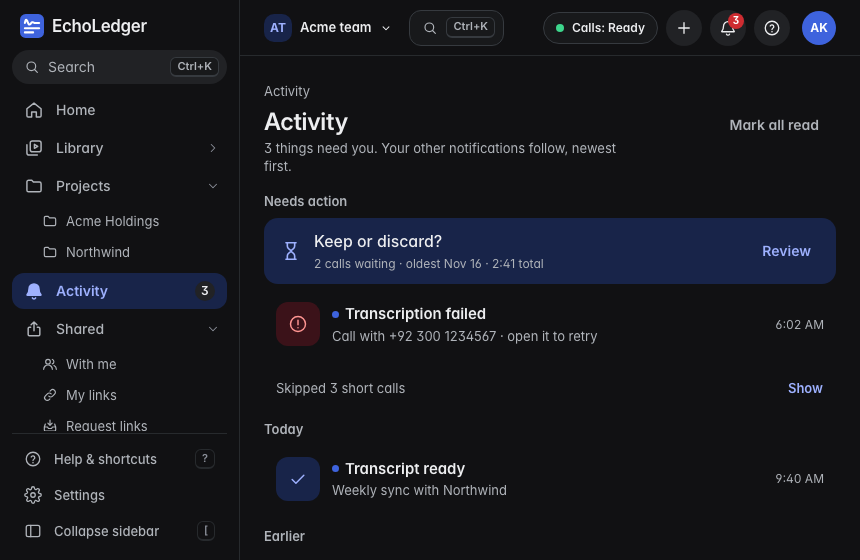 EchoLedger
Search Ctrl+K
Home
Library
Projects
Acme Holdings
Northwind
Activity 3
Shared
With me
My links
Request links
Help & shortcuts ?
Settings
Collapse sidebar [
AT Acme team Ctrl+K Calls: Ready 3 AK
Activity
Activity
Mark all read
3 things need you. Your other notifications follow, newest
first.
Needs action
Keep or discard?
2 calls waiting · oldest Nov 16 · 2:41 total
Review
Transcription failed
Call with +92 300 1234567 · open it to retry
6:02 AM
Skipped 3 short calls Show
Today
Transcript ready
Weekly sync with Northwind
9:40 AM
Earlier